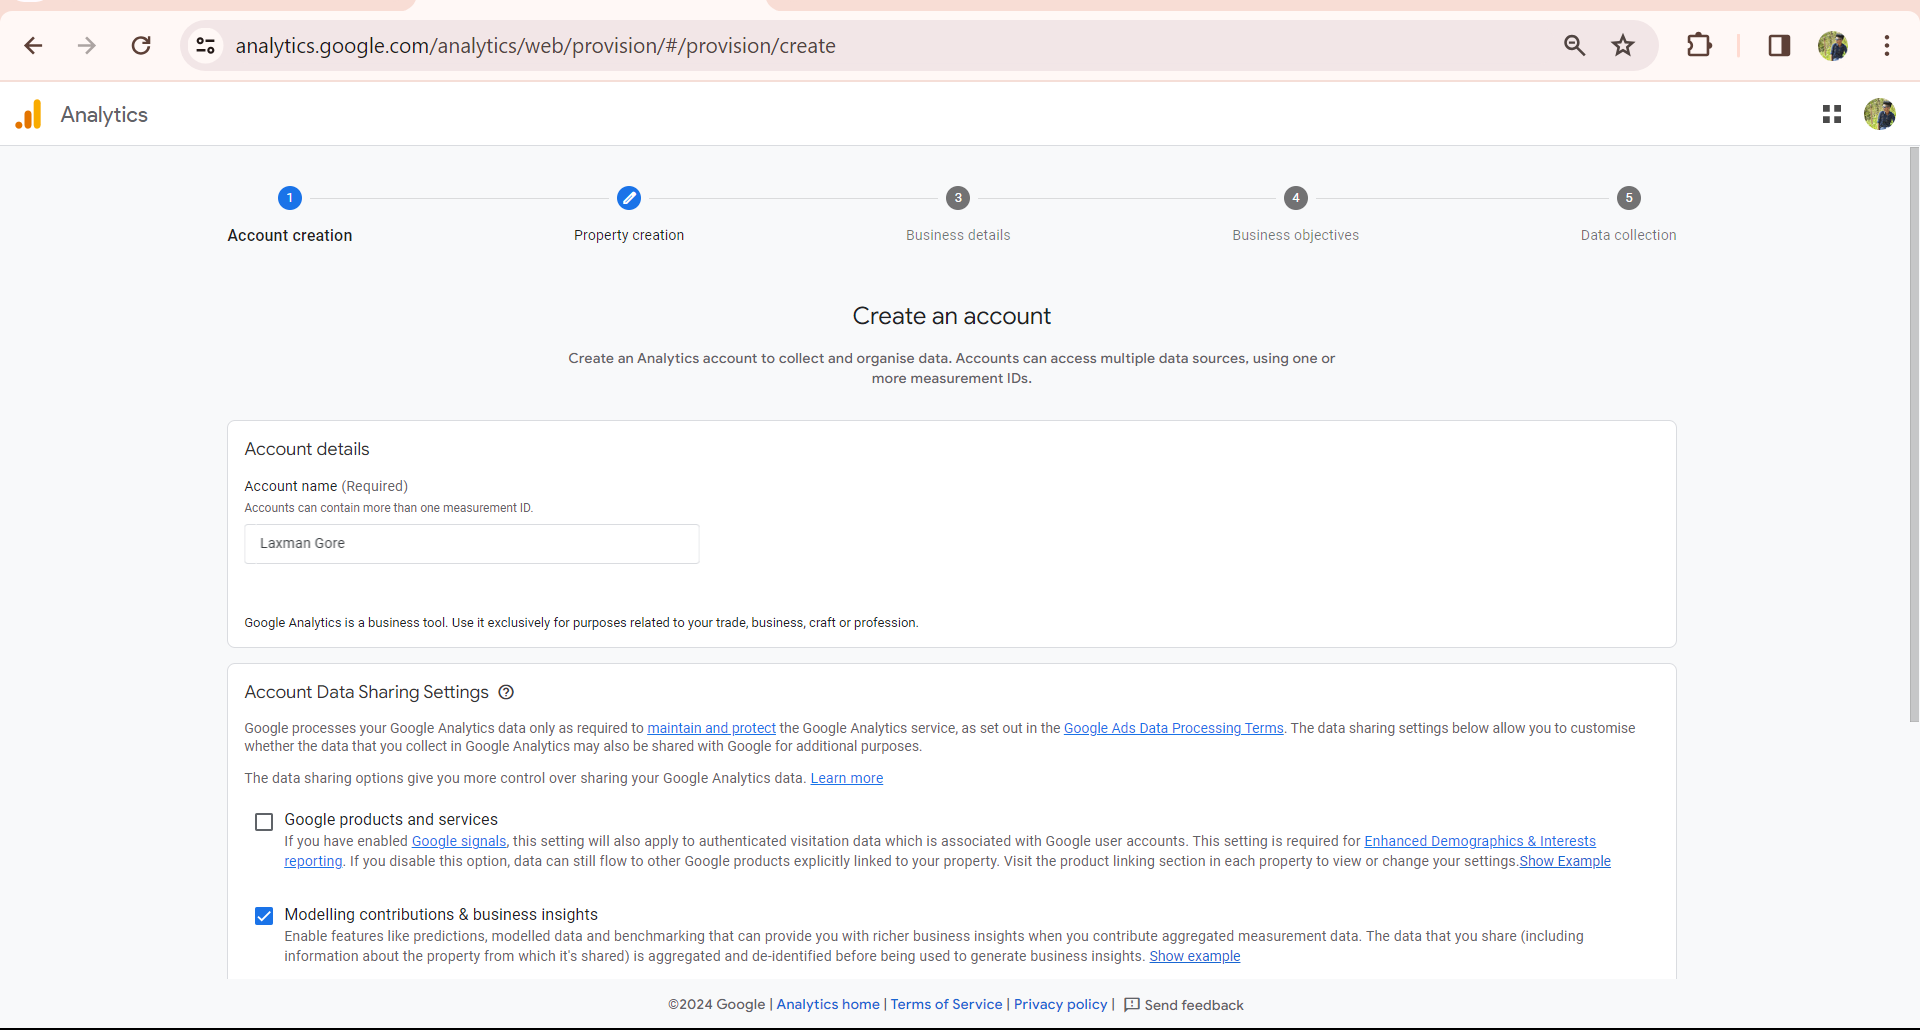 analytics.google.com/analytics/web/provision/#/provision/create
Analytics
1
3
4
5
Account creation
Property creation
Business details
Business objectives
Data collection
Create an account
Create an Analytics account to collect and organise data. Accounts can access multiple data sources, using one or
more measurement IDs.
Account details
Account name (Required)
Accounts can contain more than one measurement ID.
Laxman Gore
Google Analytics is a business tool. Use it exclusively for purposes related to your trade, business, craft or profession.
Account Data Sharing Settings
Google processes your Google Analytics data only as required to maintain and protect the Google Analytics service, as set out in the Google Ads Data Processing Terms. The data sharing settings below allow you to customise
whether the data that you collect in Google Analytics may also be shared with Google for additional purposes.
The data sharing options give you more control over sharing your Google Analytics data. Learn more
Google products and services
If you have enabled Google signals, this setting will also apply to authenticated visitation data which is associated with Google user accounts. This setting is required for Enhanced Demographics & Interests
reporting. If you disable this option, data can still flow to other Google products explicitly linked to your property. Visit the product linking section in each property to view or change your settings.Show Example
Modelling contributions & business insights
Enable features like predictions, modelled data and benchmarking that can provide you with richer business insights when you contribute aggregated measurement data. The data that you share (including
information about the property from which it's shared) is aggregated and de-identified before being used to generate business insights. Show example
©2024 Google | Analytics home | Terms of Service | Privacy policy | Send feedback